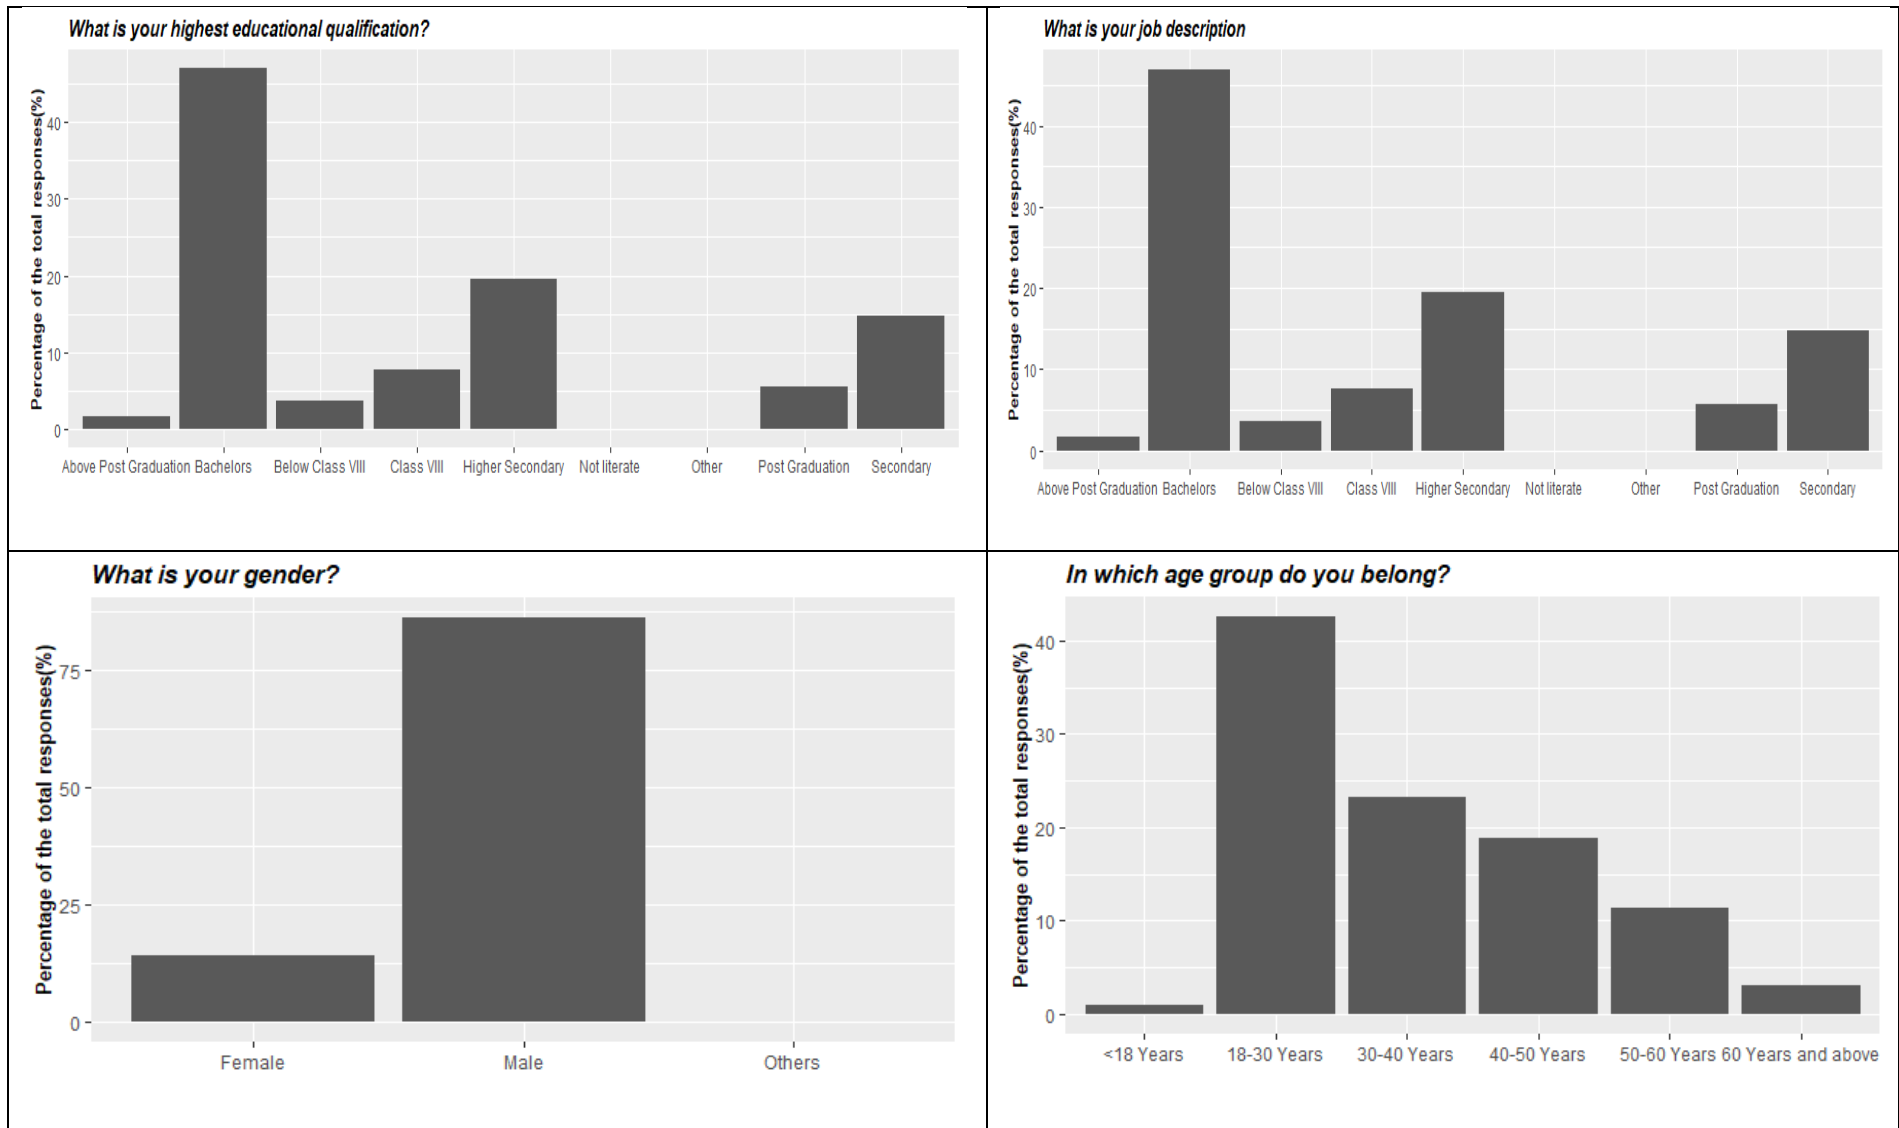 What is your highest educational qualification?
Percentage of the total responses(%)
40
30
20
10
0
Above Post Graduation Bachelors Below Class VIII Class VIII Higher Secondary Not literate Other Post Graduation Secondary
What is your job description
Percentage of the total responses(%)
40
30
20
10
0
Above Post Graduation Bachelors Below Class VIII Class VIII Higher Secondary Not literate Other Post Graduation Secondary
What is your gender?
Percentage of the total responses(%)
75
50
25
0
Female Male Others
In which age group do you belong?
Percentage of the total responses(%)
40
30
20
10
0
<18 Years 18-30 Years 30-40 Years 40-50 Years 50-60 Years 60 Years and above